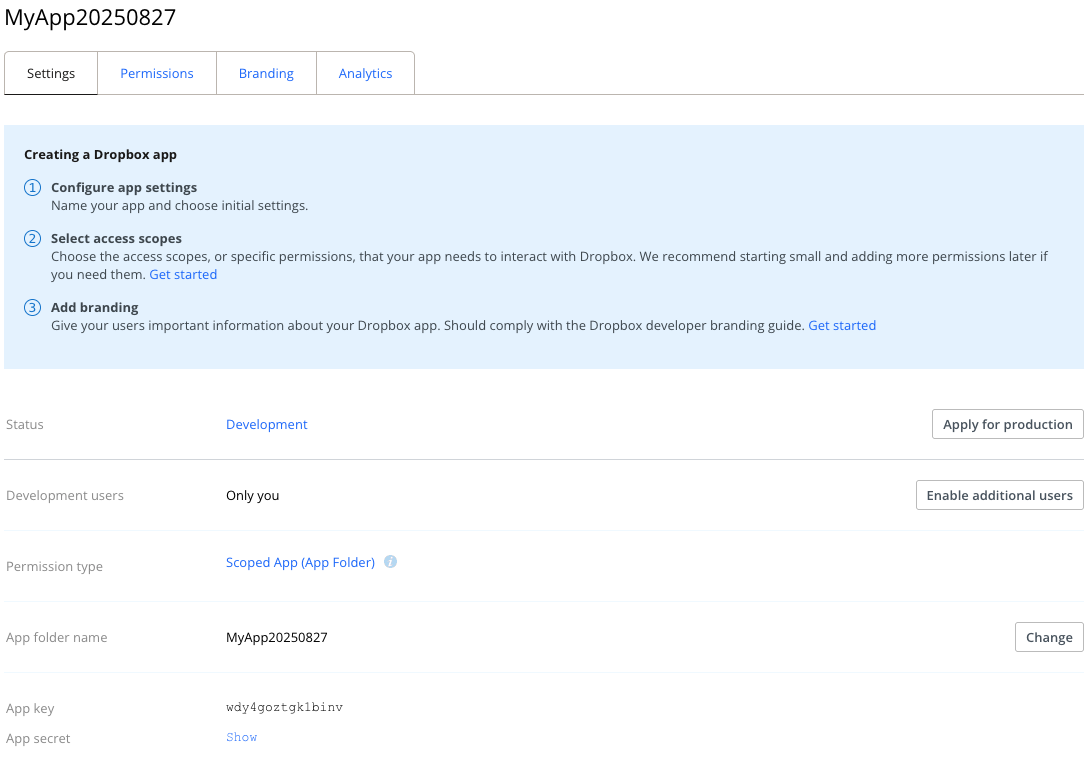 MyApp20250827
Settings
Permissions
Branding
Analytics
Creating a Dropbox app
1 Configure app settings
Name your app and choose initial settings.
2 Select access scopes
Choose the access scopes, or specific permissions, that your app needs to interact with Dropbox. We recommend starting small and adding more permissions later if
you need them. Get started
3 Add branding
Give your users important information about your Dropbox app. Should comply with the Dropbox developer branding guide. Get started
Status Development Apply for production
Development users Only you Enable additional users
Permission type Scoped App (App Folder) i
App folder name MyApp20250827 Change
App key wdy4goztgk1binv
App secret Show